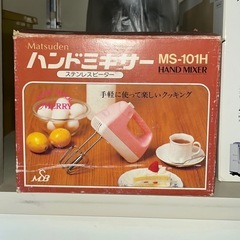 Matsuden
ハンドミキサー
MS-101H
HAND MIXER
ステンレスビーター
手軽に使って楽しいクッキング
MERRY